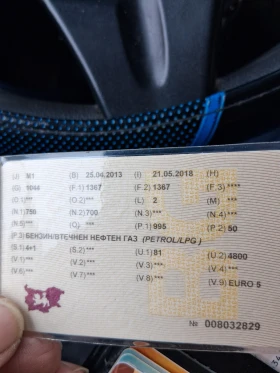 (J) M1 (B) 25.04.2013 (I) 21.05.2018 (H)
(G) 1044 (F.1) 1367 (F.2) 1367 (F.3) ****
(O.1)*** (O.2)*** (L) 2 (M) ***
(N.1) 750 (N.2) 700 (N.3)*** (N.4)***
(N.5)*** (Q) *** (P.1) 995 (P.2) 50
(P.3) БЕНЗИН/ВТЕЧНЕН НЕФТЕН ГАЗ (PETROL/LPG )
(S.1) 4+1 (S.2)*** (U.1) 81 (U.2) 4800
(V.1)*** (V.2)*** (V.3)*** (V.4)***
(V.6)*** (V.7)*** (V.8)*** (V.9) EURO 5
№ 008032829